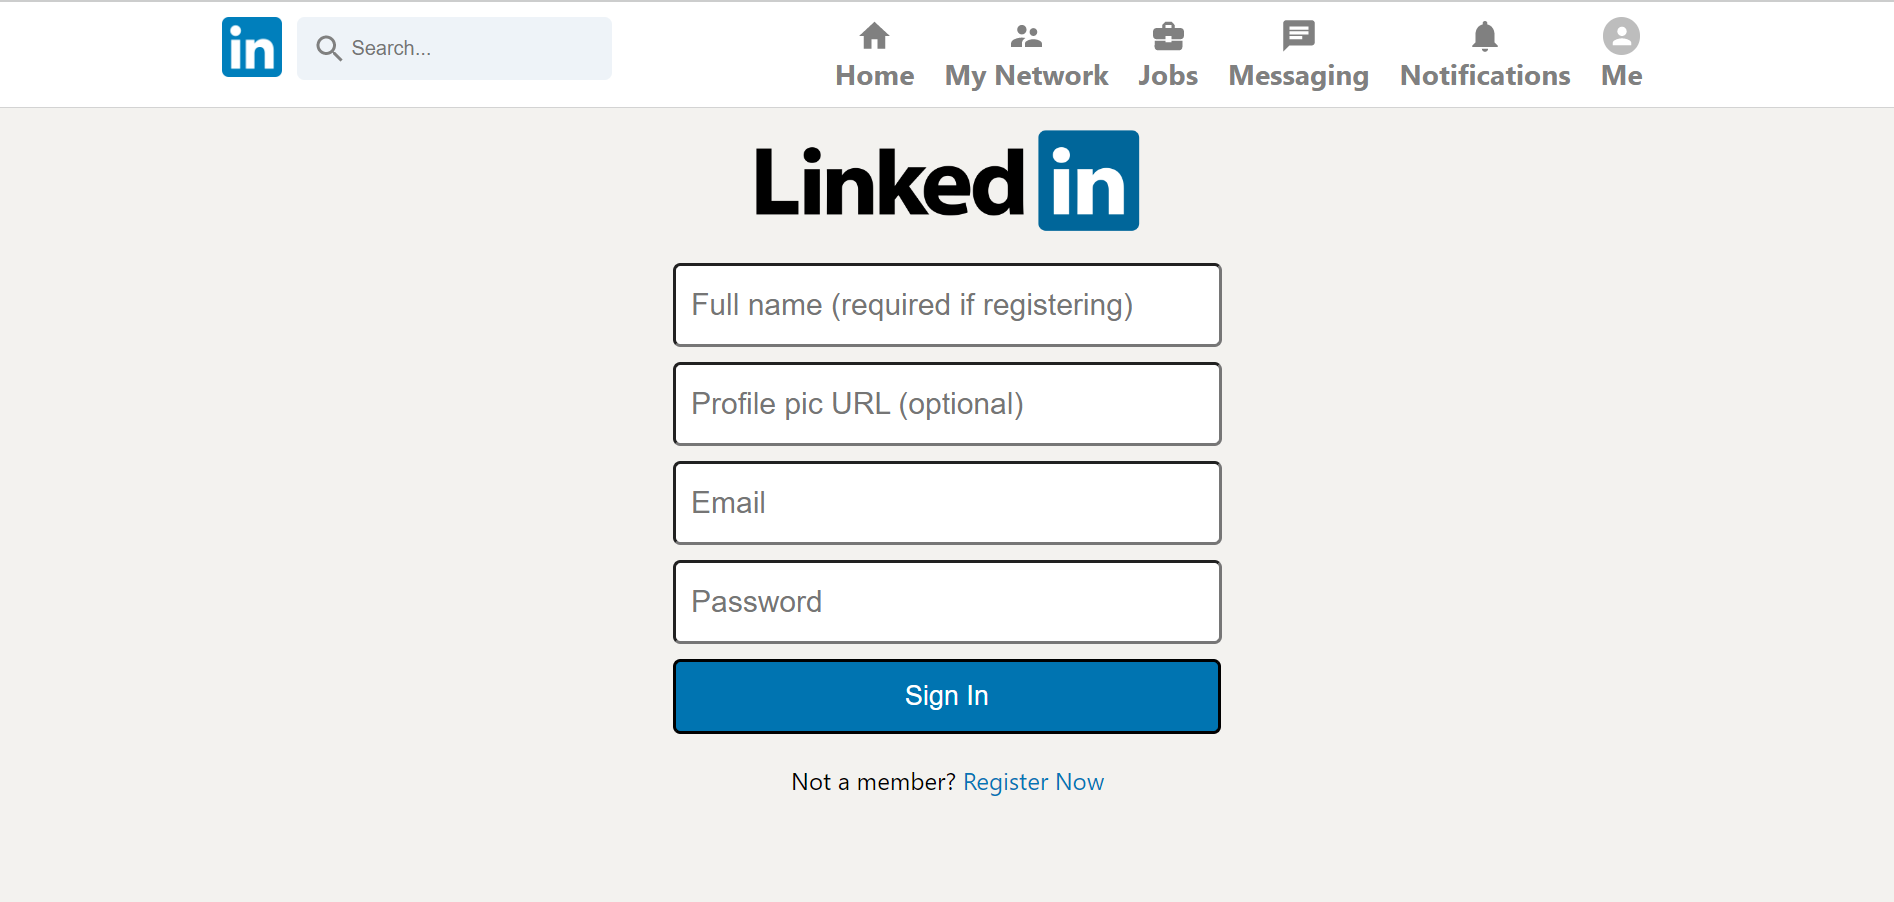 in Search...
Home My Network Jobs Messaging Notifications Me
Linked in
Full name (required if registering)
Profile pic URL (optional)
Email
Password
Sign In
Not a member? Register Now